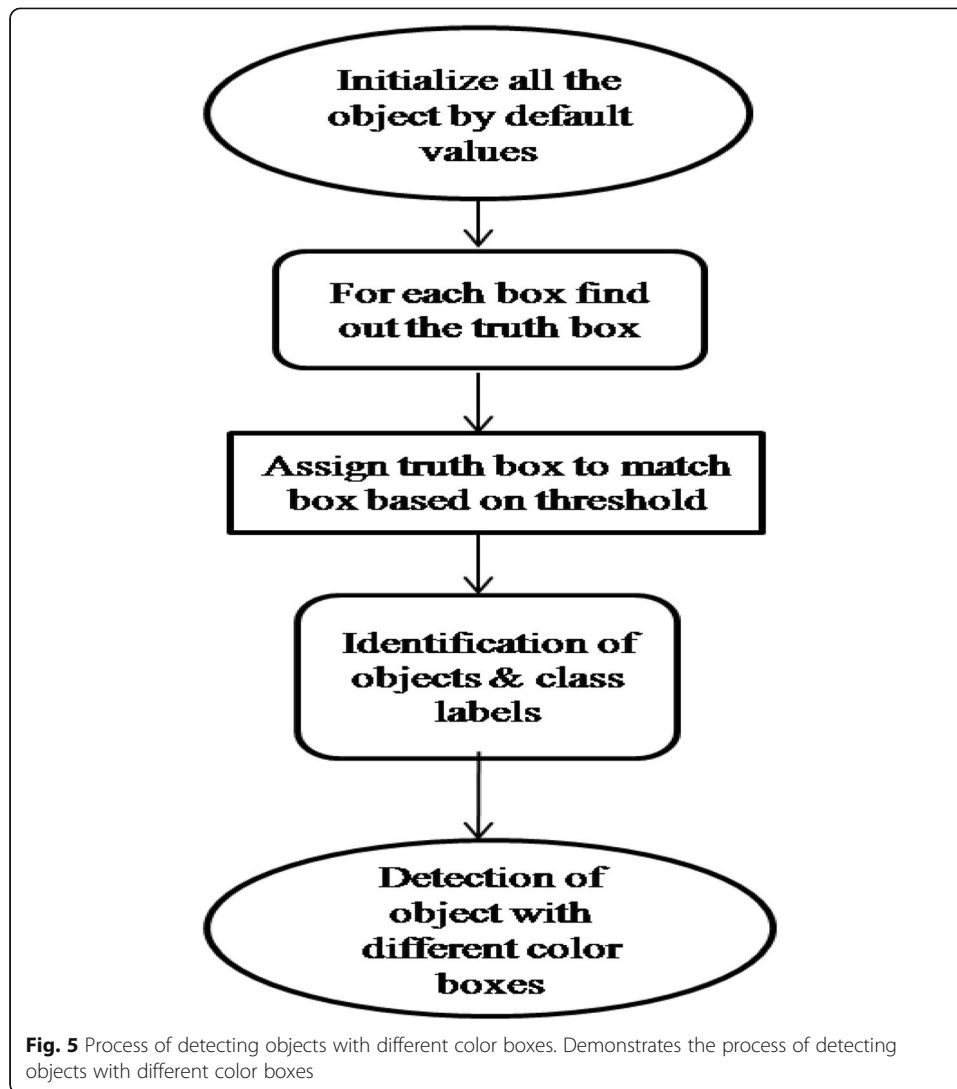 Initialize all the
object by default
values
For each box find
out the truth box
Assign truth box to match
box based on threshold
Identification of
objects & class
labels
Detection of
object with
different color
boxes
Fig. 5 Process of detecting objects with different color boxes. Demonstrates the process of detecting
objects with different color boxes